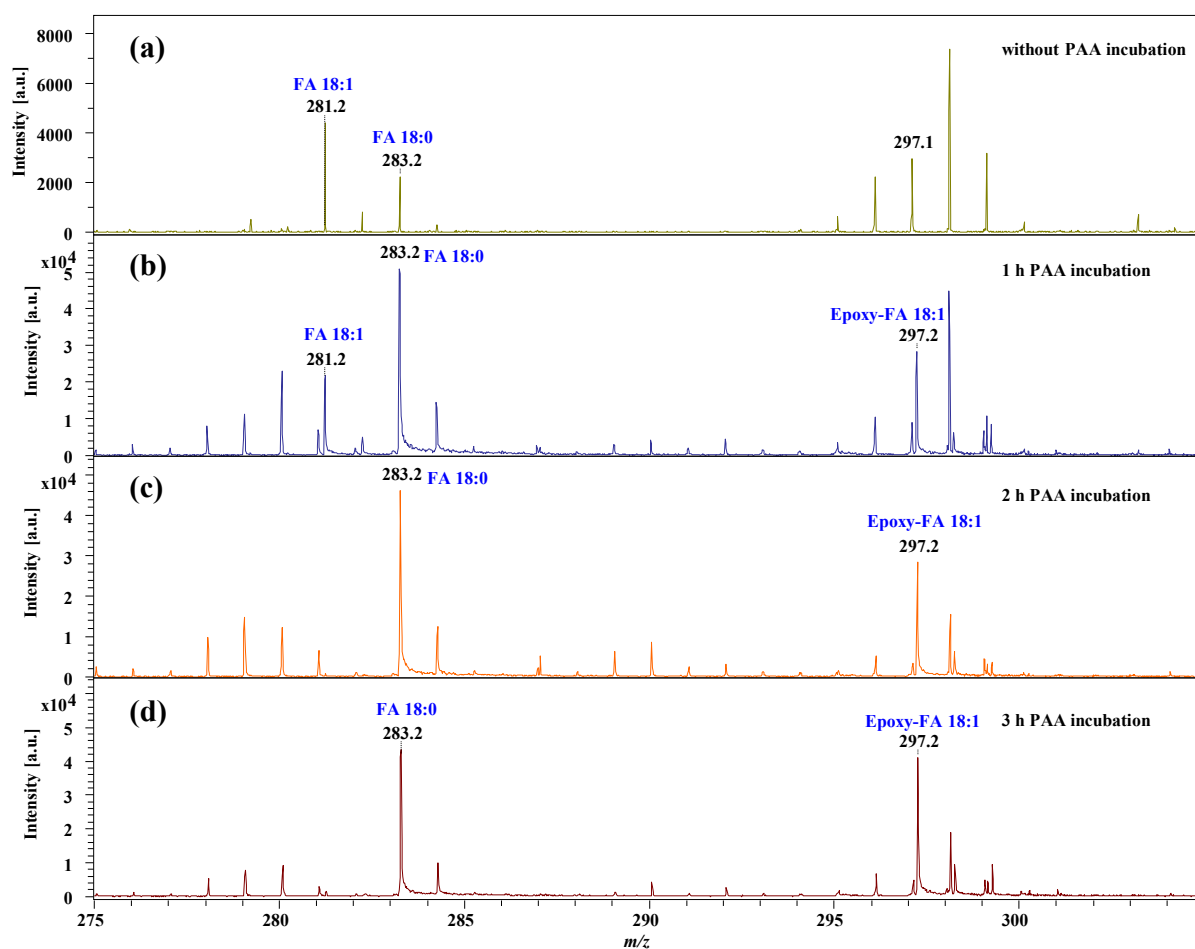 (a)
without PAA incubation
FA 18:1
281.2
FA 18:0
283.2
297.1
Intensity [a.u.]
8000
6000
4000
2000
0
(b)
1 h PAA incubation
283.2 FA 18:0
FA 18:1
281.2
Epoxy-FA 18:1
297.2
Intensity [a.u.]
x10⁴
5
4
3
2
1
0
(c)
2 h PAA incubation
283.2 FA 18:0
Epoxy-FA 18:1
297.2
Intensity [a.u.]
x10⁴
4
3
2
1
0
(d)
3 h PAA incubation
FA 18:0
283.2
Epoxy-FA 18:1
297.2
Intensity [a.u.]
x10⁴
5
4
3
2
1
0
275 280 285 290 295 300
m/z